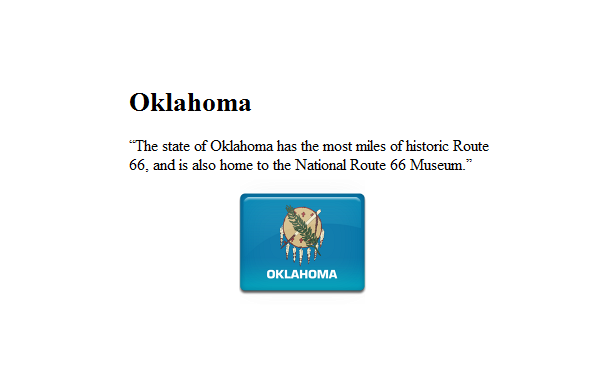 Oklahoma
“The state of Oklahoma has the most miles of historic Route
66, and is also home to the National Route 66 Museum.”
OKLAHOMA